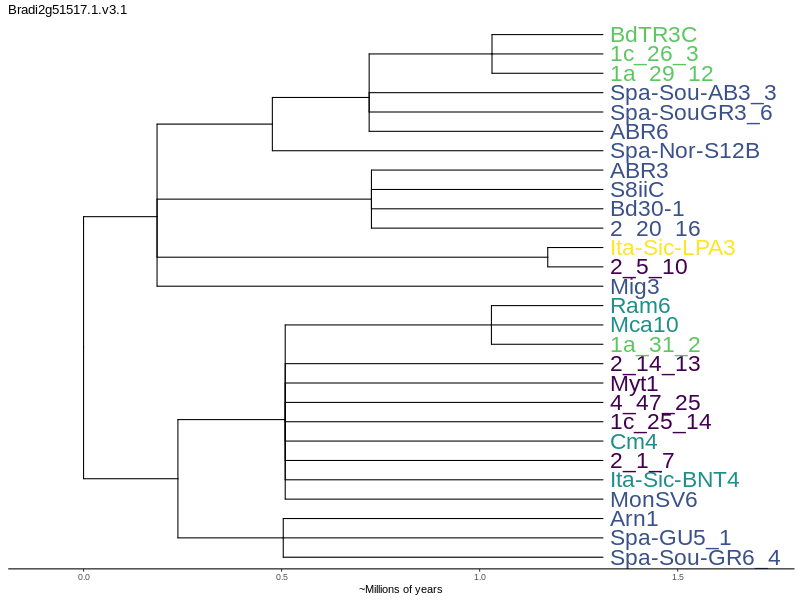 Bradi2g51517.1.v3.1
BdTR3C
1c_26_3
1a_29_12
Spa-Sou-AB3_3
Spa-SouGR3_6
ABR6
Spa-Nor-S12B
ABR3
S8iiC
Bd30-1
2_20_16
Ita-Sic-LPA3
2_5_10
Mig3
Ram6
Mca10
1a_31_2
2_14_13
Myt1
4_47_25
1c_25_14
Cm4
2_1_7
Ita-Sic-BNT4
MonSV6
Arn1
Spa-GU5_1
Spa-Sou-GR6_4
0.0 0.5 1.0 1.5
~Millions of years